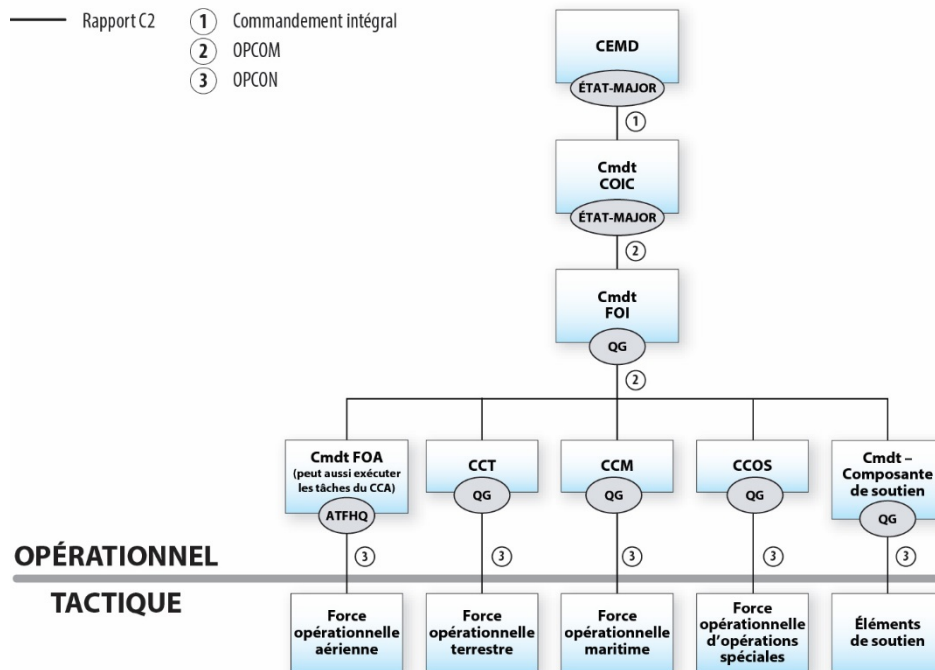 Rapport C2
1 Commandement intégral
2 OPCOM
3 OPCON
CEMD
ÉTAT-MAJOR
1
Cmdt
COIC
ÉTAT-MAJOR
2
Cmdt
FOI
QG
2
Cmdt FOA
(peut aussi exécuter
les tâches du CCA)
ATFHQ
3
CCT
QG
3
CCM
QG
3
CCOS
QG
3
Cmdt –
Composante
de soutien
QG
3
OPÉRATIONNEL
TACTIQUE
Force
opérationnelle
aérienne
Force
opérationnelle
terrestre
Force
opérationnelle
maritime
Force
opérationnelle
d'opérations
spéciales
Éléments
de soutien